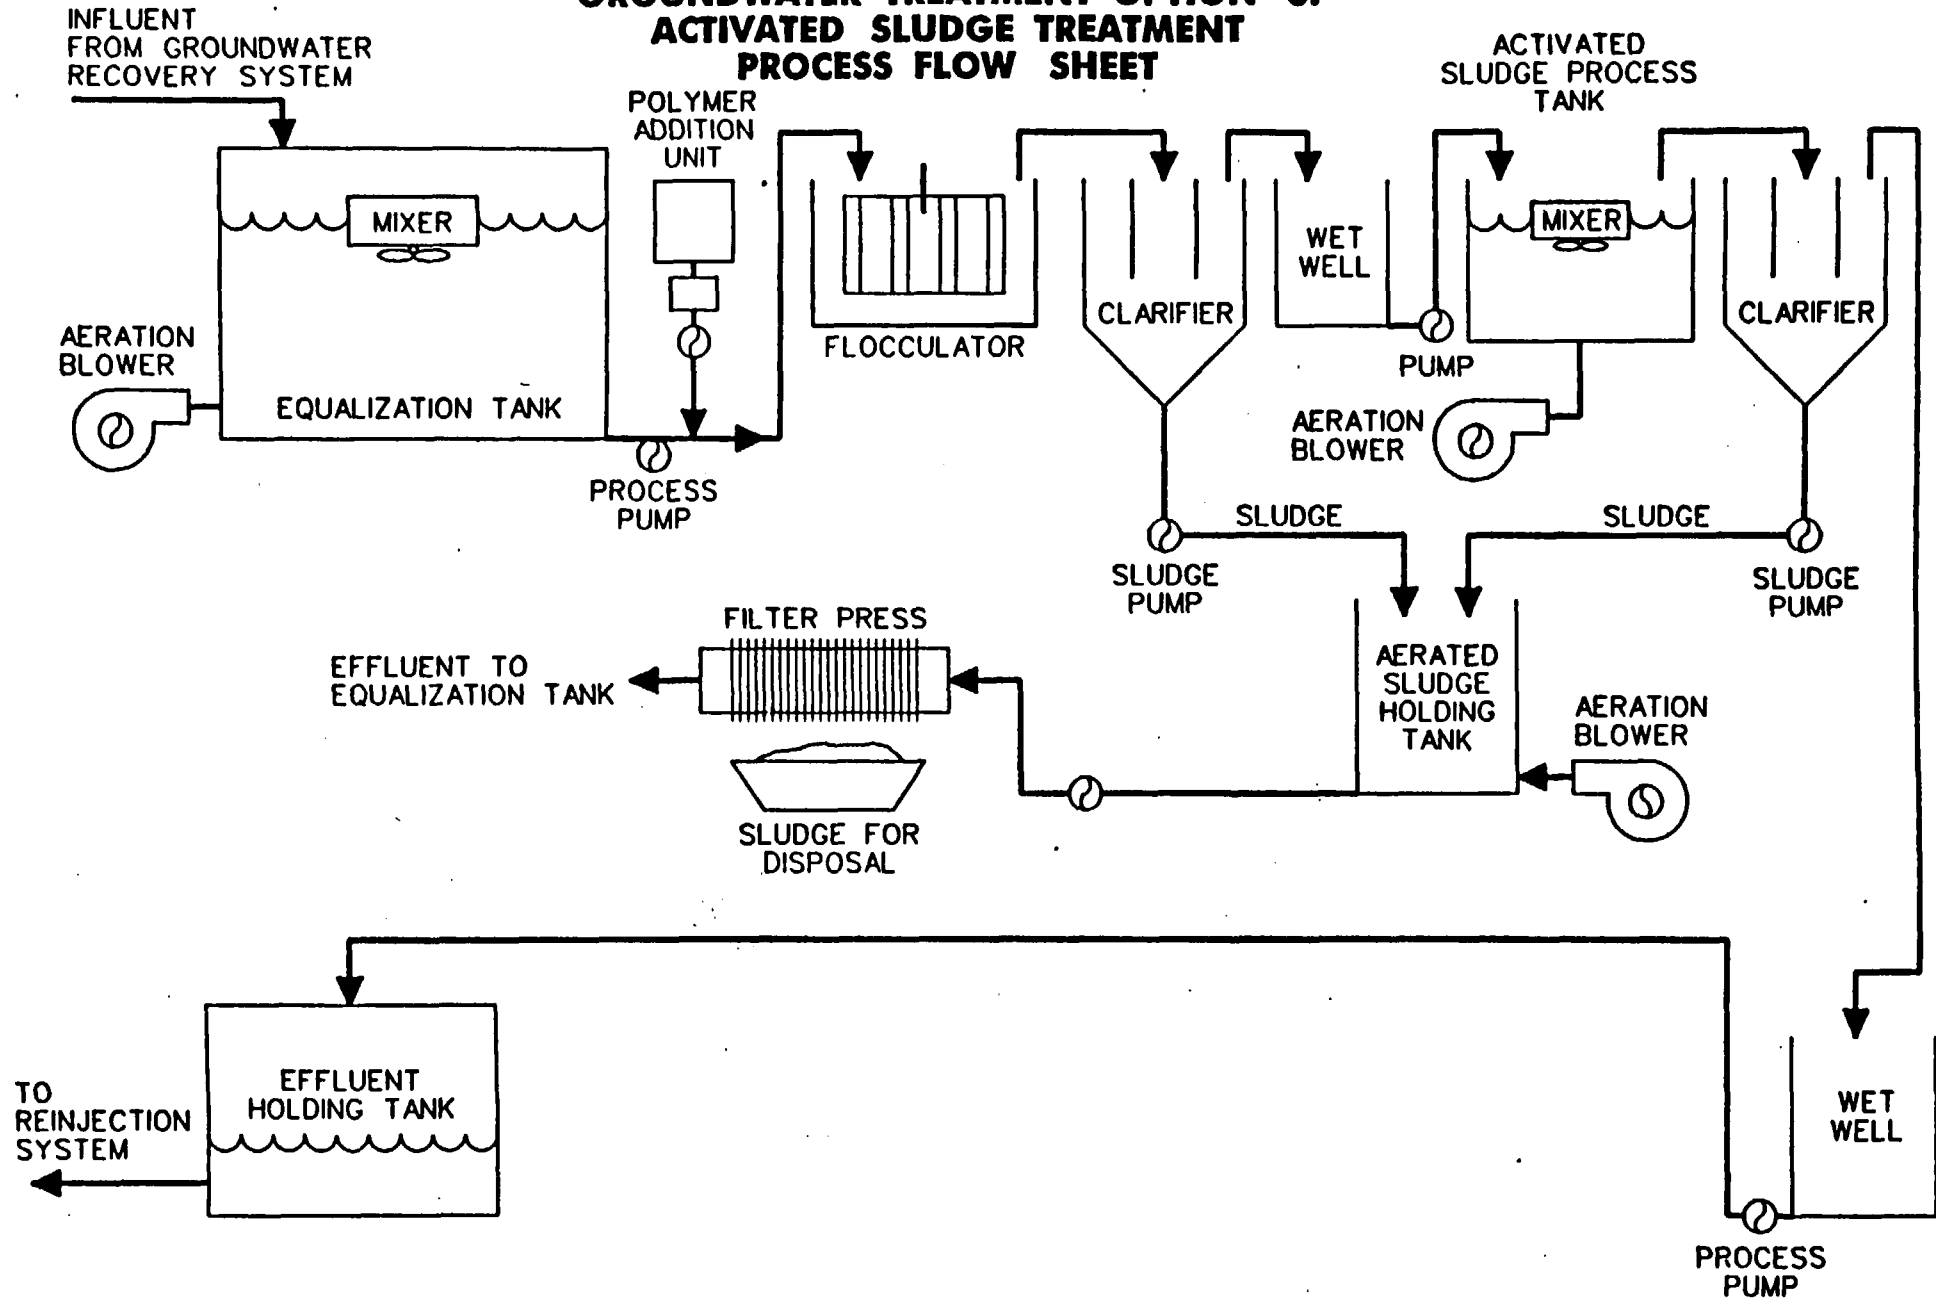 GROUNDWATER TREATMENT OPTION
ACTIVATED SLUDGE TREATMENT
PROCESS FLOW SHEET
INFLUENT
FROM GROUNDWATER
RECOVERY SYSTEM
POLYMER
ADDITION
UNIT
ACTIVATED
SLUDGE PROCESS
TANK
MIXER
WET
WELL
MIXER
CLARIFIER
CLARIFIER
AERATION
BLOWER
FLOCCULATOR
PUMP
EQUALIZATION TANK
AERATION
BLOWER
PROCESS
PUMP
SLUDGE
SLUDGE
SLUDGE
PUMP
SLUDGE
PUMP
FILTER PRESS
EFFLUENT TO
EQUALIZATION TANK
AERATED
SLUDGE
HOLDING
TANK
AERATION
BLOWER
SLUDGE FOR
DISPOSAL
EFFLUENT
HOLDING TANK
TO
REINJECTION
SYSTEM
WET
WELL
PROCESS
PUMP